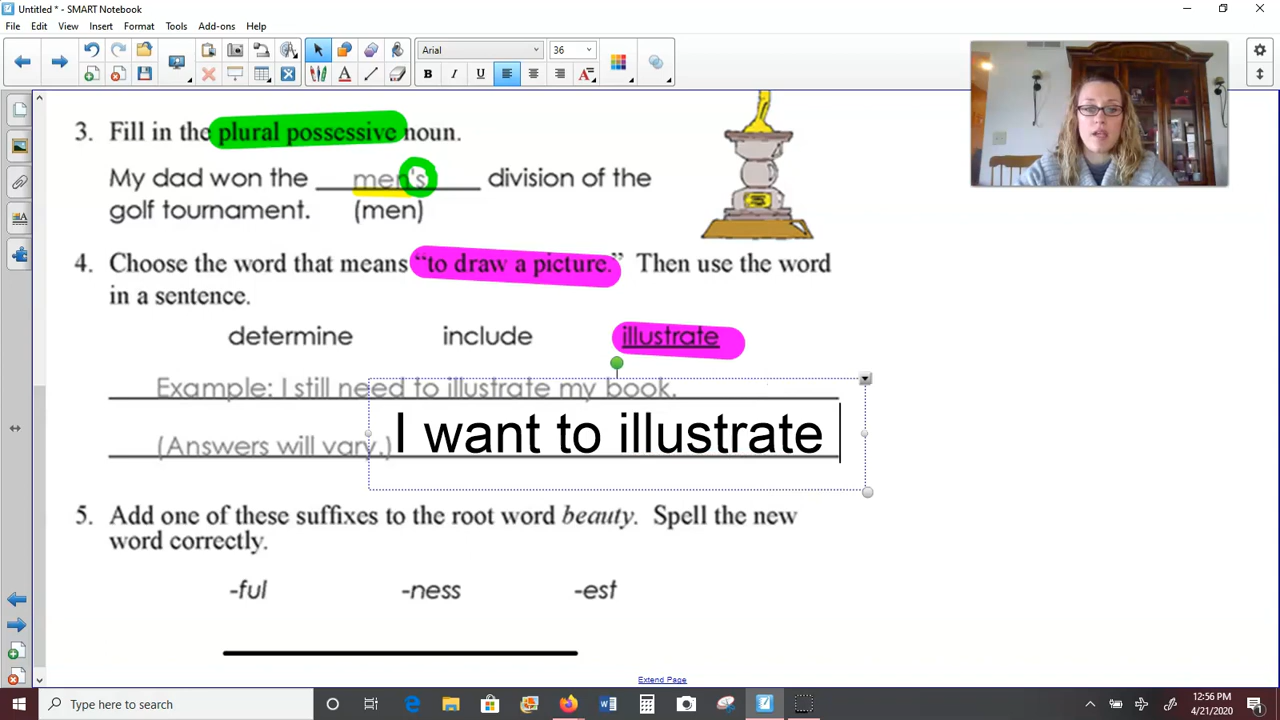 Untitled * - SMART Notebook
File Edit View Insert Format Tools Add-ons Help
Arial 36
B I U A
3. Fill in the plural possessive noun.
My dad won the men's division of the
golf tournament. (men)
4. Choose the word that means “to draw a picture.” Then use the word
in a sentence.
determine include illustrate
Example: I still need to illustrate my book.
(Answers will vary.) I want to illustrate
5. Add one of these suffixes to the root word beauty. Spell the new
word correctly.
-ful -ness -est
Extend Page
Type here to search
12:56 PM
4/21/2020